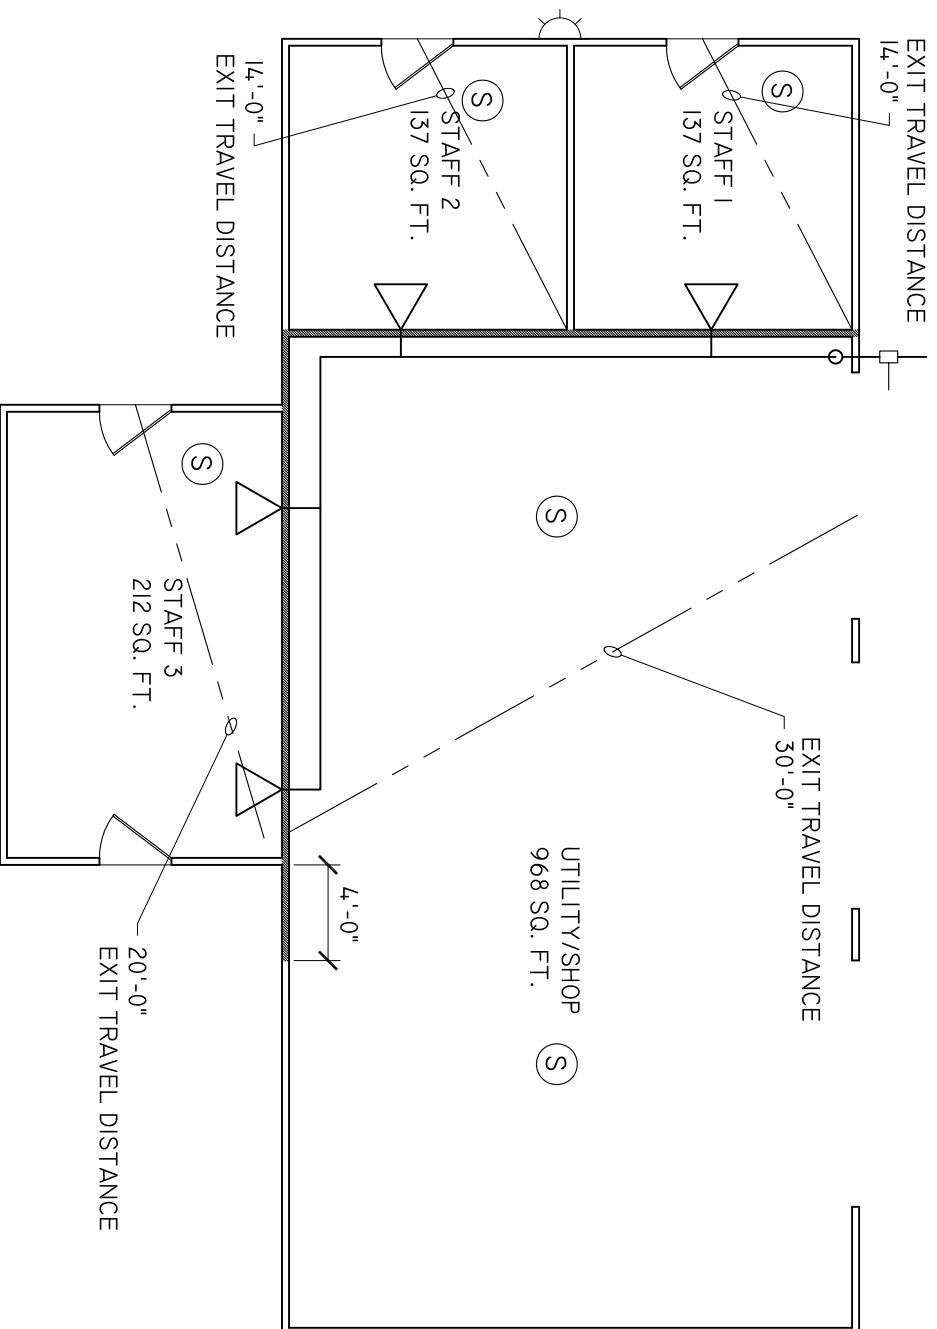 EXIT TRAVEL DISTANCE
14'-0"
S
STAFF 1
137 SQ. FT.
S
STAFF 2
137 SQ. FT.
14'-0"
EXIT TRAVEL DISTANCE
S
EXIT TRAVEL DISTANCE
30'-0"
UTILITY/SHOP
968 SQ. FT.
S
4'-0"
S
STAFF 3
212 SQ. FT.
20'-0"
EXIT TRAVEL DISTANCE